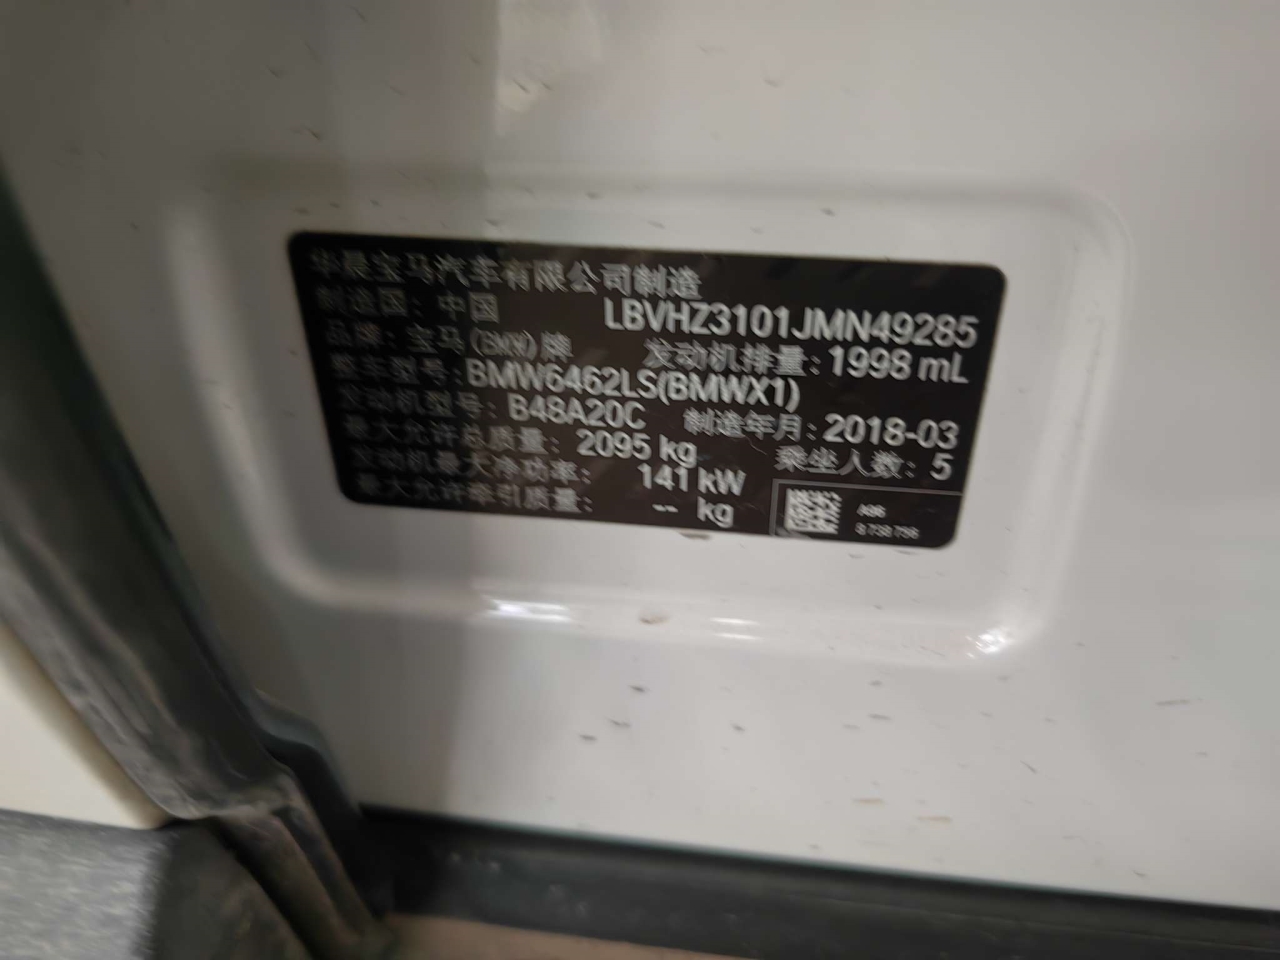 华晨宝马汽车有限公司制造
制造国：中国 LBVHZ3101JMN49285
品牌：宝马(BMW)牌 发动机排量：1998 mL
整车型号：BMW6462LS(BMWX1)
发动机型号：B48A20C 制造年月：2018-03
最大允许总质量：2095 kg 乘坐人数：5
发动机最大净功率：141 kW
最大允许牵引质量：-- kg